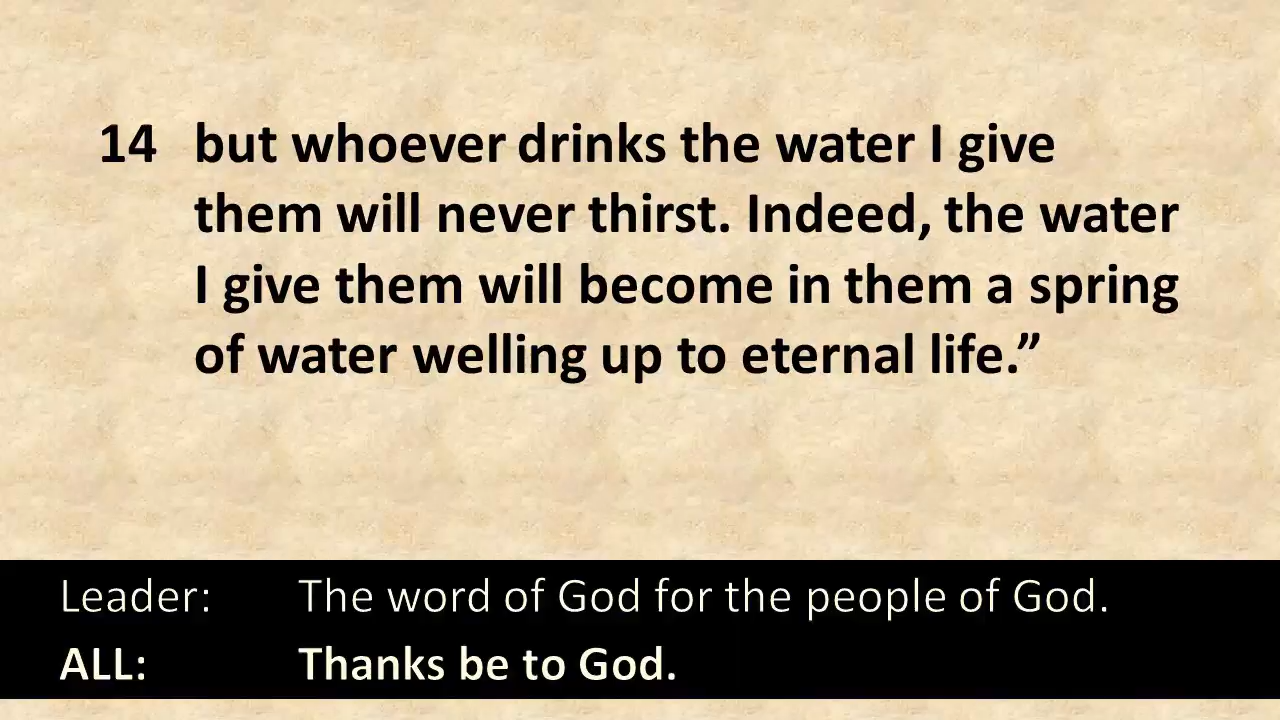 14 but whoever drinks the water I give
them will never thirst. Indeed, the water
I give them will become in them a spring
of water welling up to eternal life.”
Leader: The word of God for the people of God.
ALL: Thanks be to God.